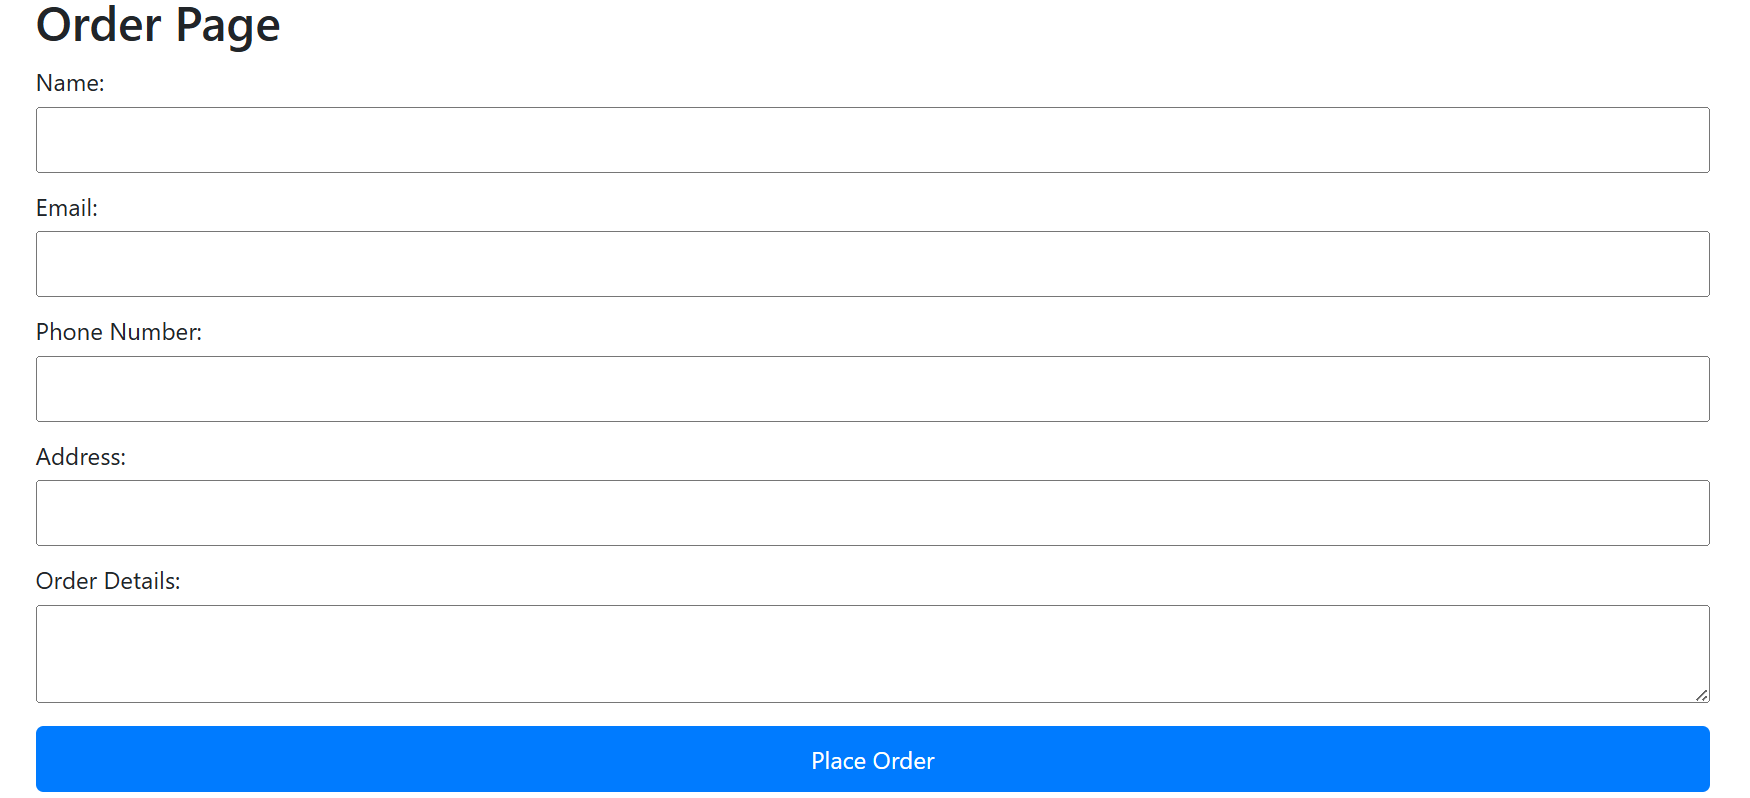 Order Page
Name:
Email:
Phone Number:
Address:
Order Details:
Place Order